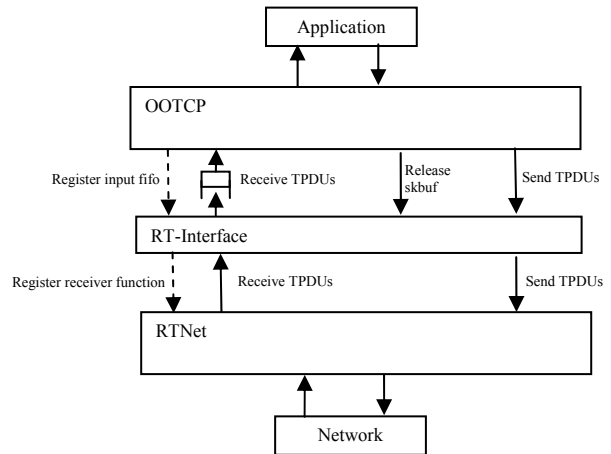 Application
OOTCP
Register input fifo
Receive TPDUs
Release
skbuf
Send TPDUs
RT-Interface
Register receiver function
Receive TPDUs
Send TPDUs
RTNet
Network